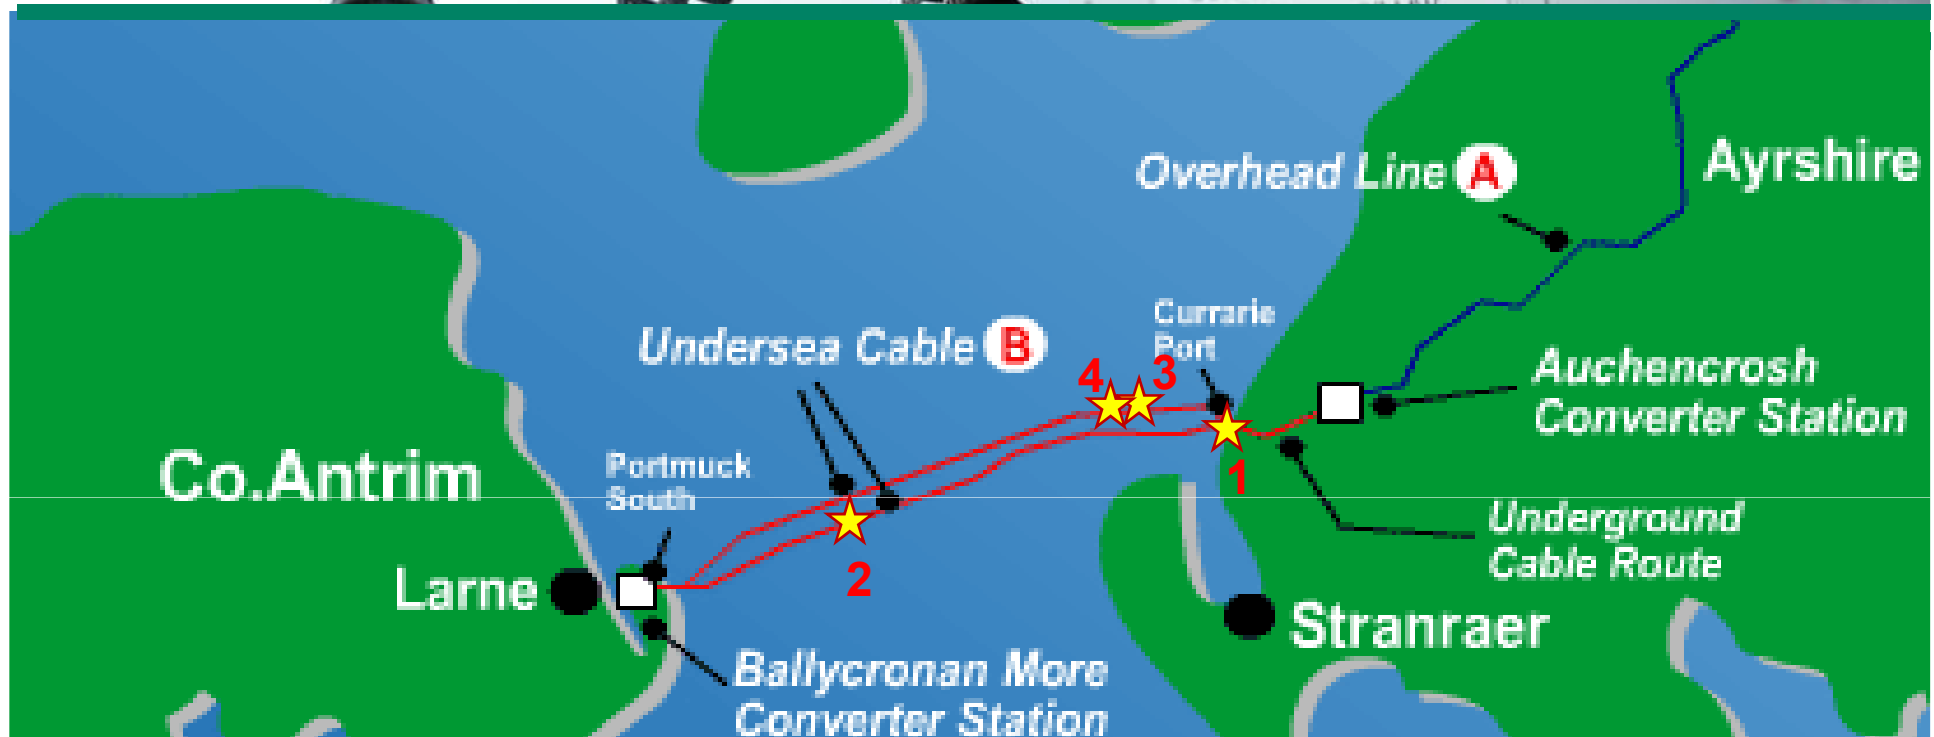 Overhead Line A
Ayrshire
Currarie
Port
Undersea Cable B
4
3
Auchencrosh
Converter Station
1
Co.Antrim
Portmuck
South
2
Underground
Cable Route
Larne
Stranraer
Ballycronan More
Converter Station